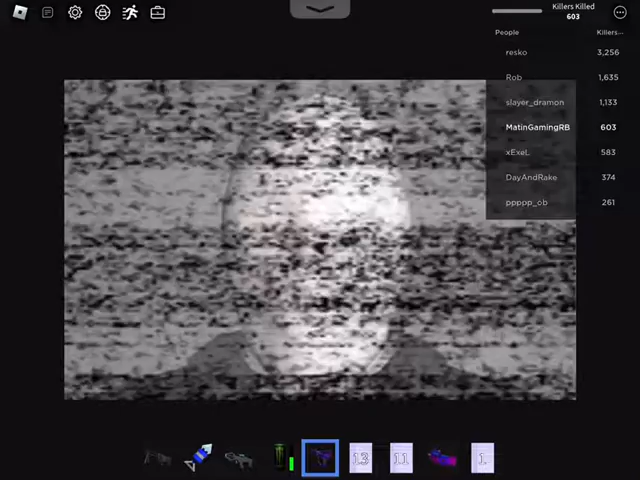 Killers Killed
603
People Killers...
resko 3,256
Rob 1,635
slayer_dramon 1,133
MatinGamingRB 603
xExeL 583
DayAndRake 374
ppppp_ob 261
13 11 1